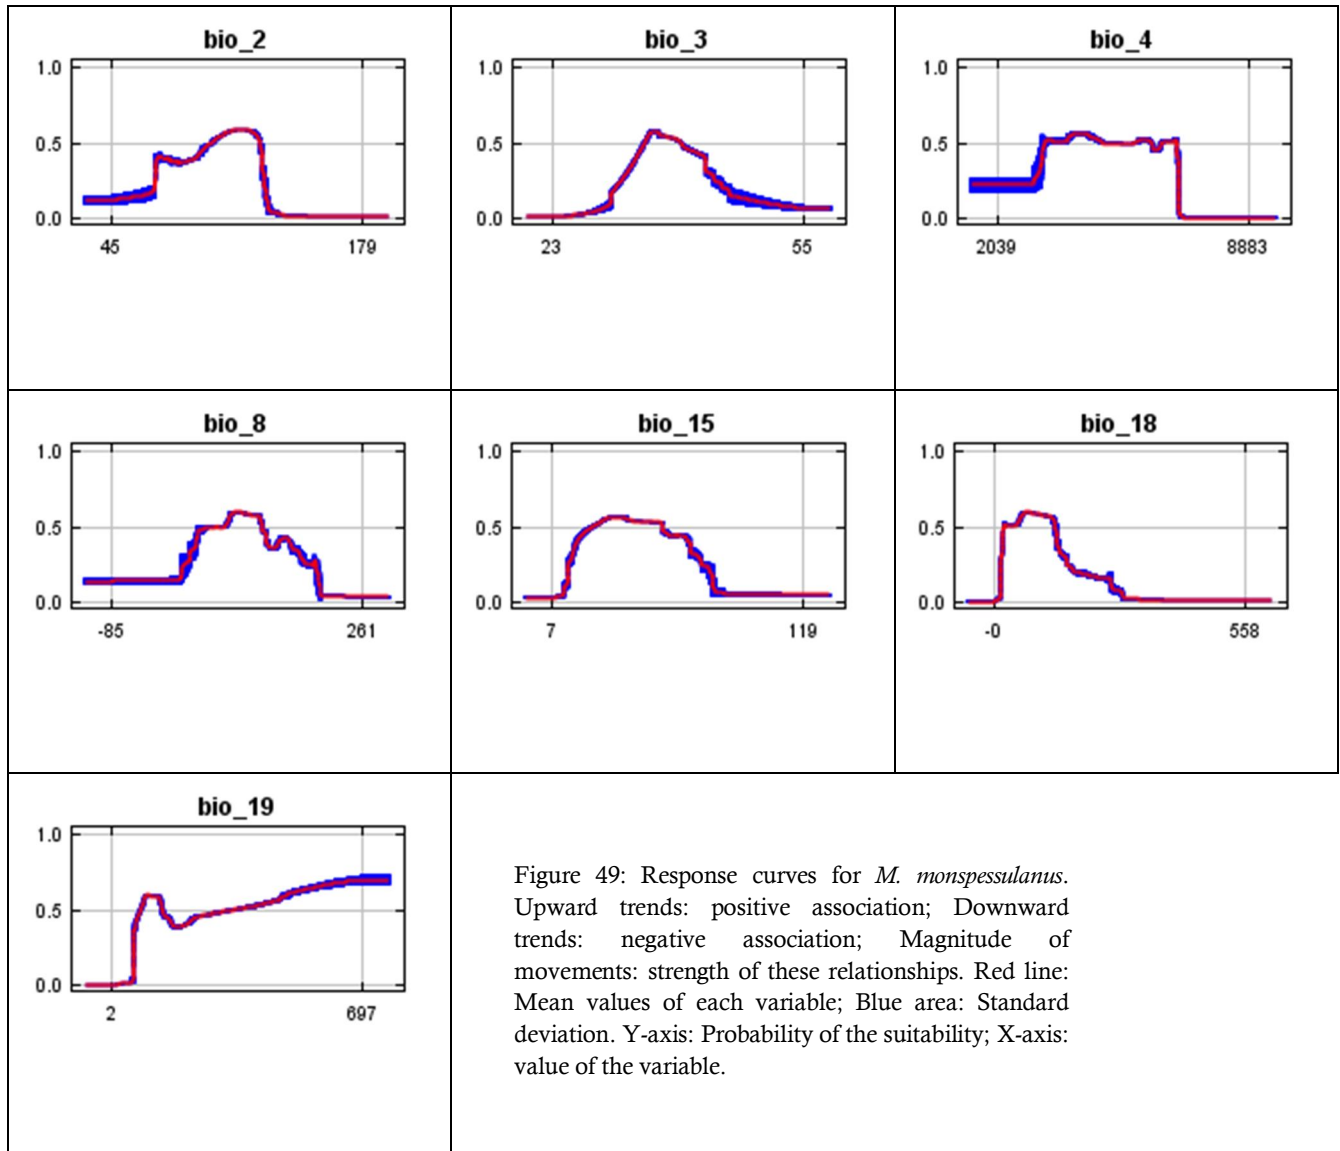 bio_2
1.0
0.5
0.0
45 179
bio_3
1.0
0.5
0.0
23 55
bio_4
1.0
0.5
0.0
2039 8883
bio_8
1.0
0.5
0.0
-85 261
bio_15
1.0
0.5
0.0
7 119
bio_18
1.0
0.5
0.0
-0 558
bio_19
1.0
0.5
0.0
2 697
Figure 49: Response curves for M. monspessulanus.
Upward trends: positive association; Downward
trends: negative association; Magnitude of
movements: strength of these relationships. Red line:
Mean values of each variable; Blue area: Standard
deviation. Y-axis: Probability of the suitability; X-axis:
value of the variable.